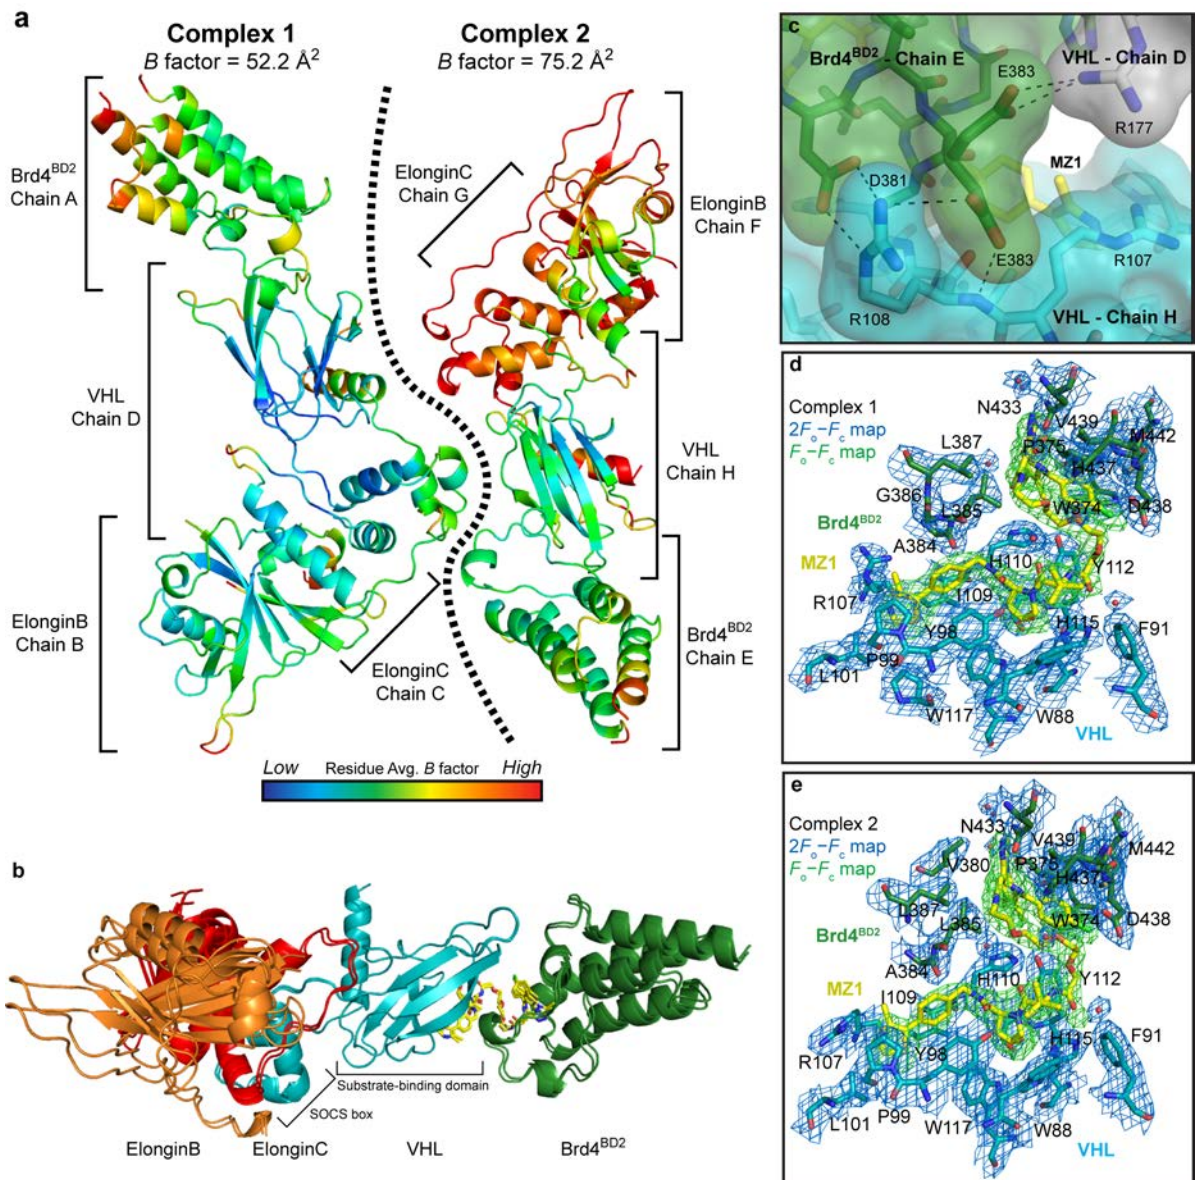 a
Complex 1
B factor = 52.2 Å²
Complex 2
B factor = 75.2 Å²
Brd4ᴮᴰ²
Chain A
VHL
Chain D
ElonginB
Chain B
ElonginC
Chain C
ElonginC
Chain G
ElonginB
Chain F
VHL
Chain H
Brd4ᴮᴰ²
Chain E
Low Residue Avg. B factor High
b
Substrate-binding domain
SOCS box
ElonginB ElonginC VHL Brd4ᴮᴰ²
c
Brd4ᴮᴰ² - Chain E
E383
VHL - Chain D
R177
MZ1
D381
E383
R107
R108
VHL - Chain H
d
Complex 1
2Fₒ–F꜀ map
Fₒ–F꜀ map
N433
V439
L387
P375
M442
H437
G386
L385
W374
D438
Brd4ᴮᴰ²
A384
MZ1
H110
Y112
R107
I109
Y98
H115
F91
P99
L101
W117
W88
VHL
e
Complex 2
2Fₒ–F꜀ map
Fₒ–F꜀ map
N433
V439
V380
P375
M442
H437
L387
L385
W374
D438
Brd4ᴮᴰ²
A384
H110
MZ1
I109
Y112
R107
Y98
H115
F91
P99
L101
W117
W88
VHL